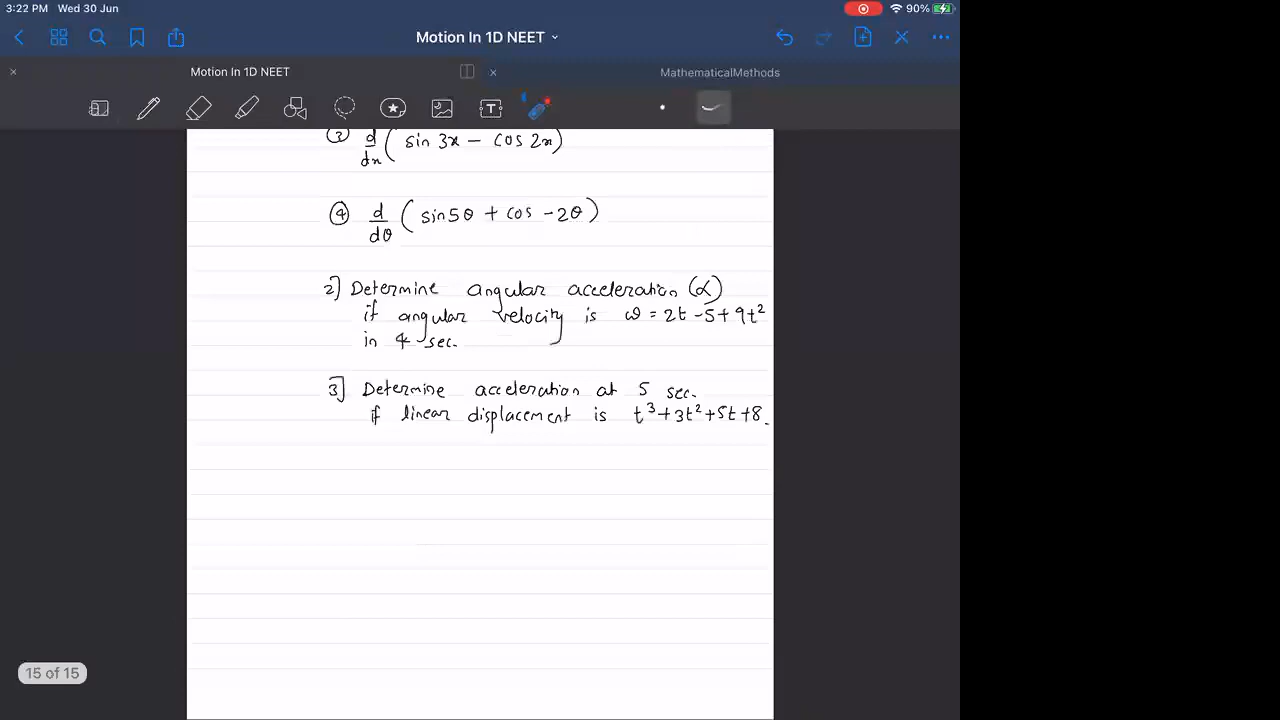 3:22 PM Wed 30 Jun
90%
Motion In 1D NEET
Motion In 1D NEET
MathematicalMethods
③ d/dx ( sin 3x − cos 2x )
④ d/dθ ( sin5θ + cos −2θ )
2] Determine angular acceleration (α)
if angular velocity is ω = 2t −5+9t²
in 4 sec.
3] Determine acceleration at 5 sec.
if linear displacement is t³+3t²+5t+8.
15 of 15